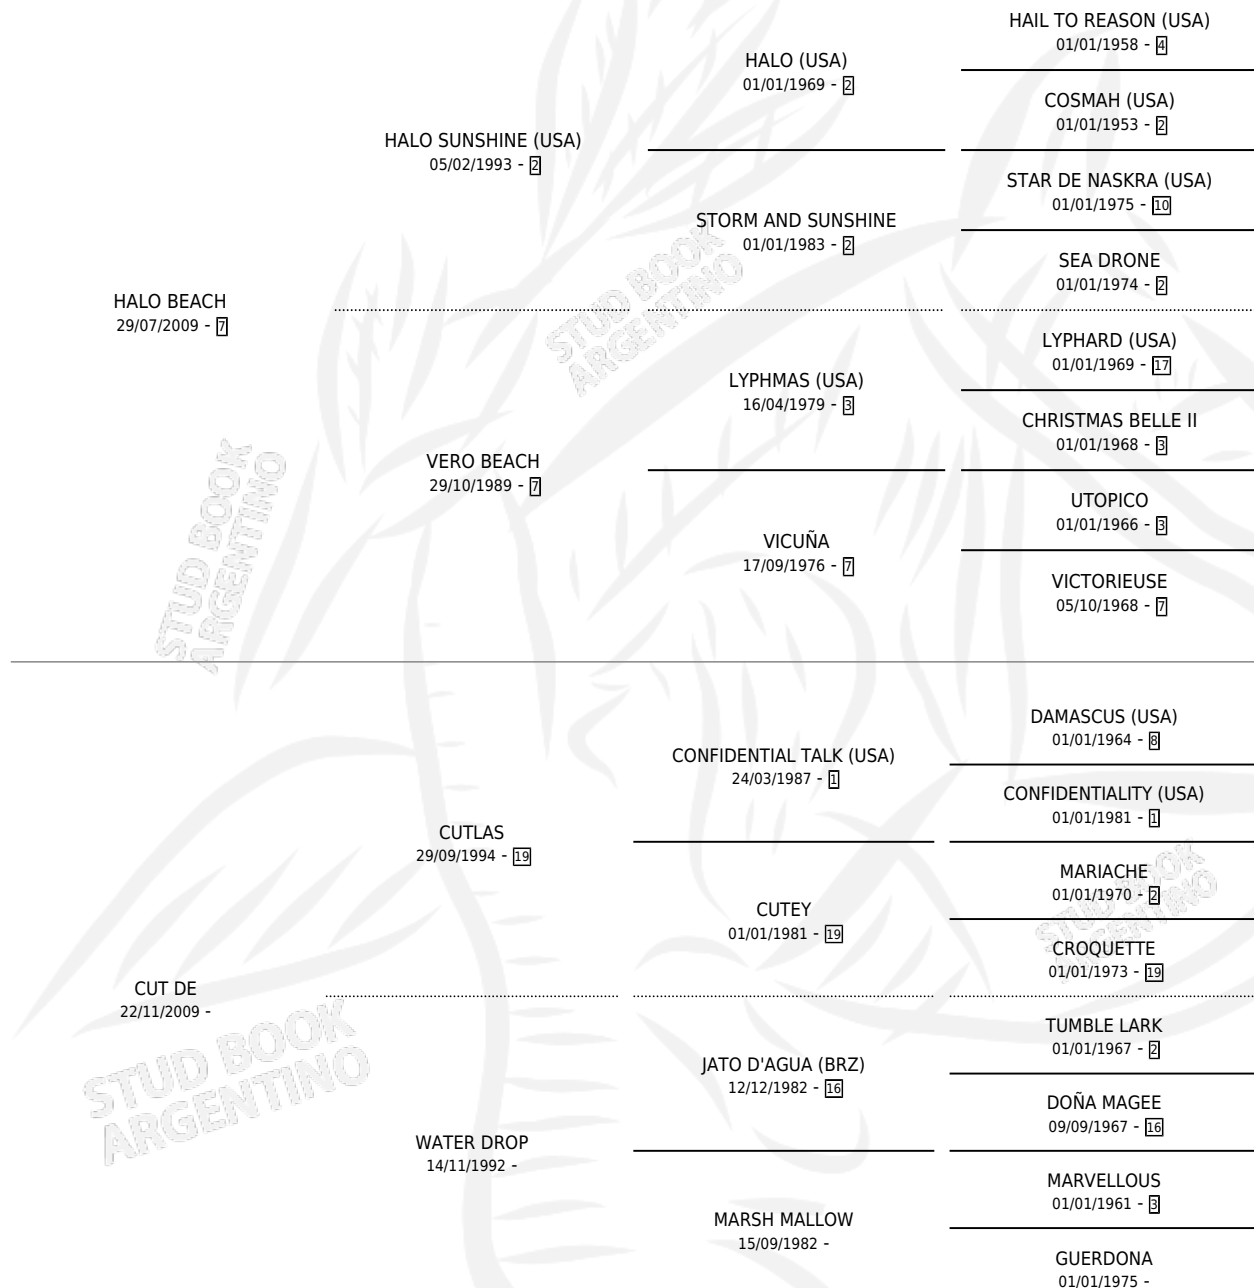 HAIL TO REASON (USA)
01/01/1958 - 4
HALO (USA)
01/01/1969 - 2
COSMAH (USA)
01/01/1953 - 2
HALO SUNSHINE (USA)
05/02/1993 - 2
STAR DE NASKRA (USA)
01/01/1975 - 10
STORM AND SUNSHINE
01/01/1983 - 2
SEA DRONE
01/01/1974 - 2
HALO BEACH
29/07/2009 - 7
LYPHARD (USA)
01/01/1969 - 17
LYPHMAS (USA)
16/04/1979 - 3
CHRISTMAS BELLE II
01/01/1968 - 3
VERO BEACH
29/10/1989 - 7
UTOPICO
01/01/1966 - 3
VICUÑA
17/09/1976 - 7
VICTORIEUSE
05/10/1968 - 7
DAMASCUS (USA)
01/01/1964 - 8
CONFIDENTIAL TALK (USA)
24/03/1987 - 1
CONFIDENTIALITY (USA)
01/01/1981 - 1
CUTLAS
29/09/1994 - 19
MARIACHE
01/01/1970 - 2
CUTEY
01/01/1981 - 19
CROQUETTE
01/01/1973 - 19
CUT DE
22/11/2009 -
TUMBLE LARK
01/01/1967 - 2
JATO D'AGUA (BRZ)
12/12/1982 - 16
DOÑA MAGEE
09/09/1967 - 16
WATER DROP
14/11/1992 -
MARVELLOUS
01/01/1961 - 3
MARSH MALLOW
15/09/1982 -
GUERDONA
01/01/1975 -
STUD BOOK
ARGENTINO
STUD BOOK
ARGENTINO
STUD BOOK
ARGENTINO
STUD BOOK
ARGENTINO